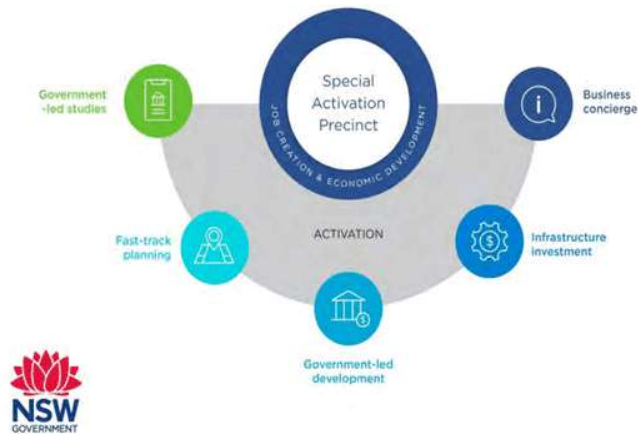 Special
Activation
Precinct
JOB CREATION & ECONOMIC DEVELOPMENT
Government
-led studies
Business
concierge
ACTIVATION
Fast-track
planning
Infrastructure
investment
Government-led
development
NSW
GOVERNMENT